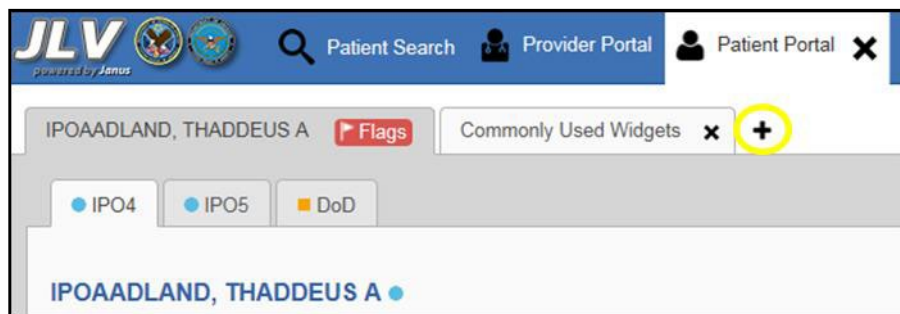 JLV Patient Search Provider Portal Patient Portal
powered by Janus
IPOAADLAND, THADDEUS A Flags Commonly Used Widgets
IPO4 IPO5 DoD
IPOAADLAND, THADDEUS A